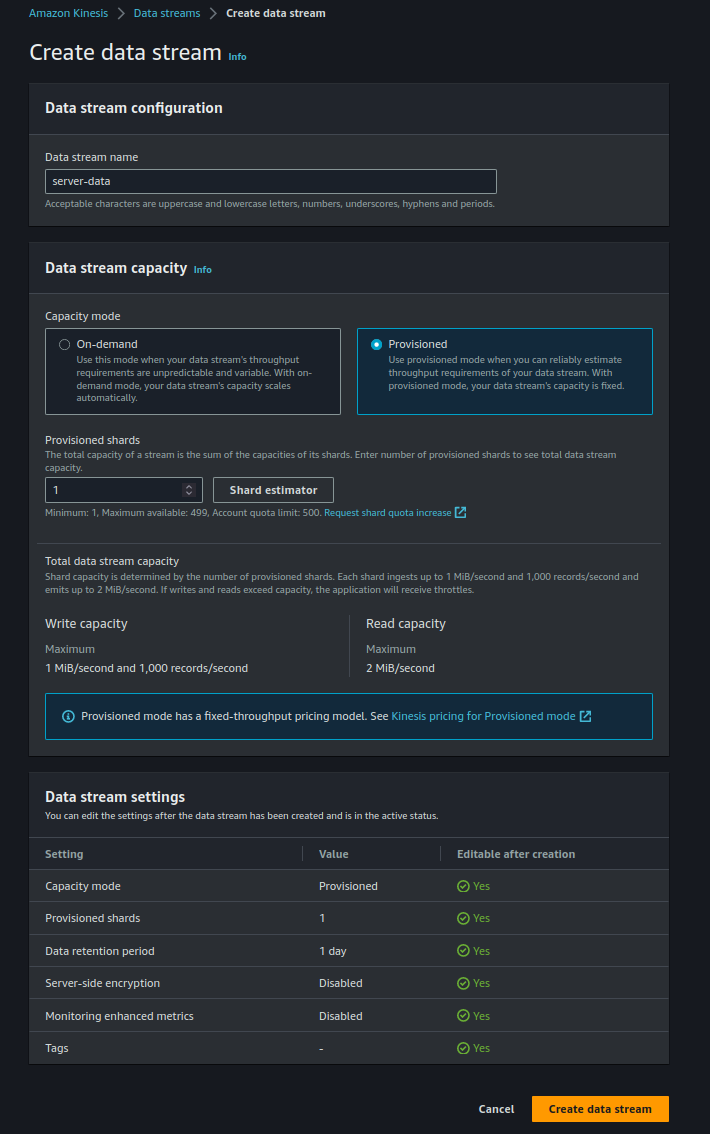 Amazon Kinesis > Data streams > Create data stream
Create data stream Info
Data stream configuration
Data stream name
server-data
Acceptable characters are uppercase and lowercase letters, numbers, underscores, hyphens and periods.
Data stream capacity Info
Capacity mode
On-demand
Use this mode when your data stream's throughput
requirements are unpredictable and variable. With on-
demand mode, your data stream's capacity scales
automatically.
Provisioned
Use provisioned mode when you can reliably estimate
throughput requirements of your data stream. With
provisioned mode, your data stream's capacity is fixed.
Provisioned shards
The total capacity of a stream is the sum of the capacities of its shards. Enter number of provisioned shards to see total data stream
capacity.
1
Shard estimator
Minimum: 1, Maximum available: 499, Account quota limit: 500. Request shard quota increase
Total data stream capacity
Shard capacity is determined by the number of provisioned shards. Each shard ingests up to 1 MiB/second and 1,000 records/second and
emits up to 2 MiB/second. If writes and reads exceed capacity, the application will receive throttles.
Write capacity
Maximum
1 MiB/second and 1,000 records/second
Read capacity
Maximum
2 MiB/second
Provisioned mode has a fixed-throughput pricing model. See Kinesis pricing for Provisioned mode
Data stream settings
You can edit the settings after the data stream has been created and is in the active status.
Setting Value Editable after creation
Capacity mode Provisioned Yes
Provisioned shards 1 Yes
Data retention period 1 day Yes
Server-side encryption Disabled Yes
Monitoring enhanced metrics Disabled Yes
Tags - Yes
Cancel Create data stream